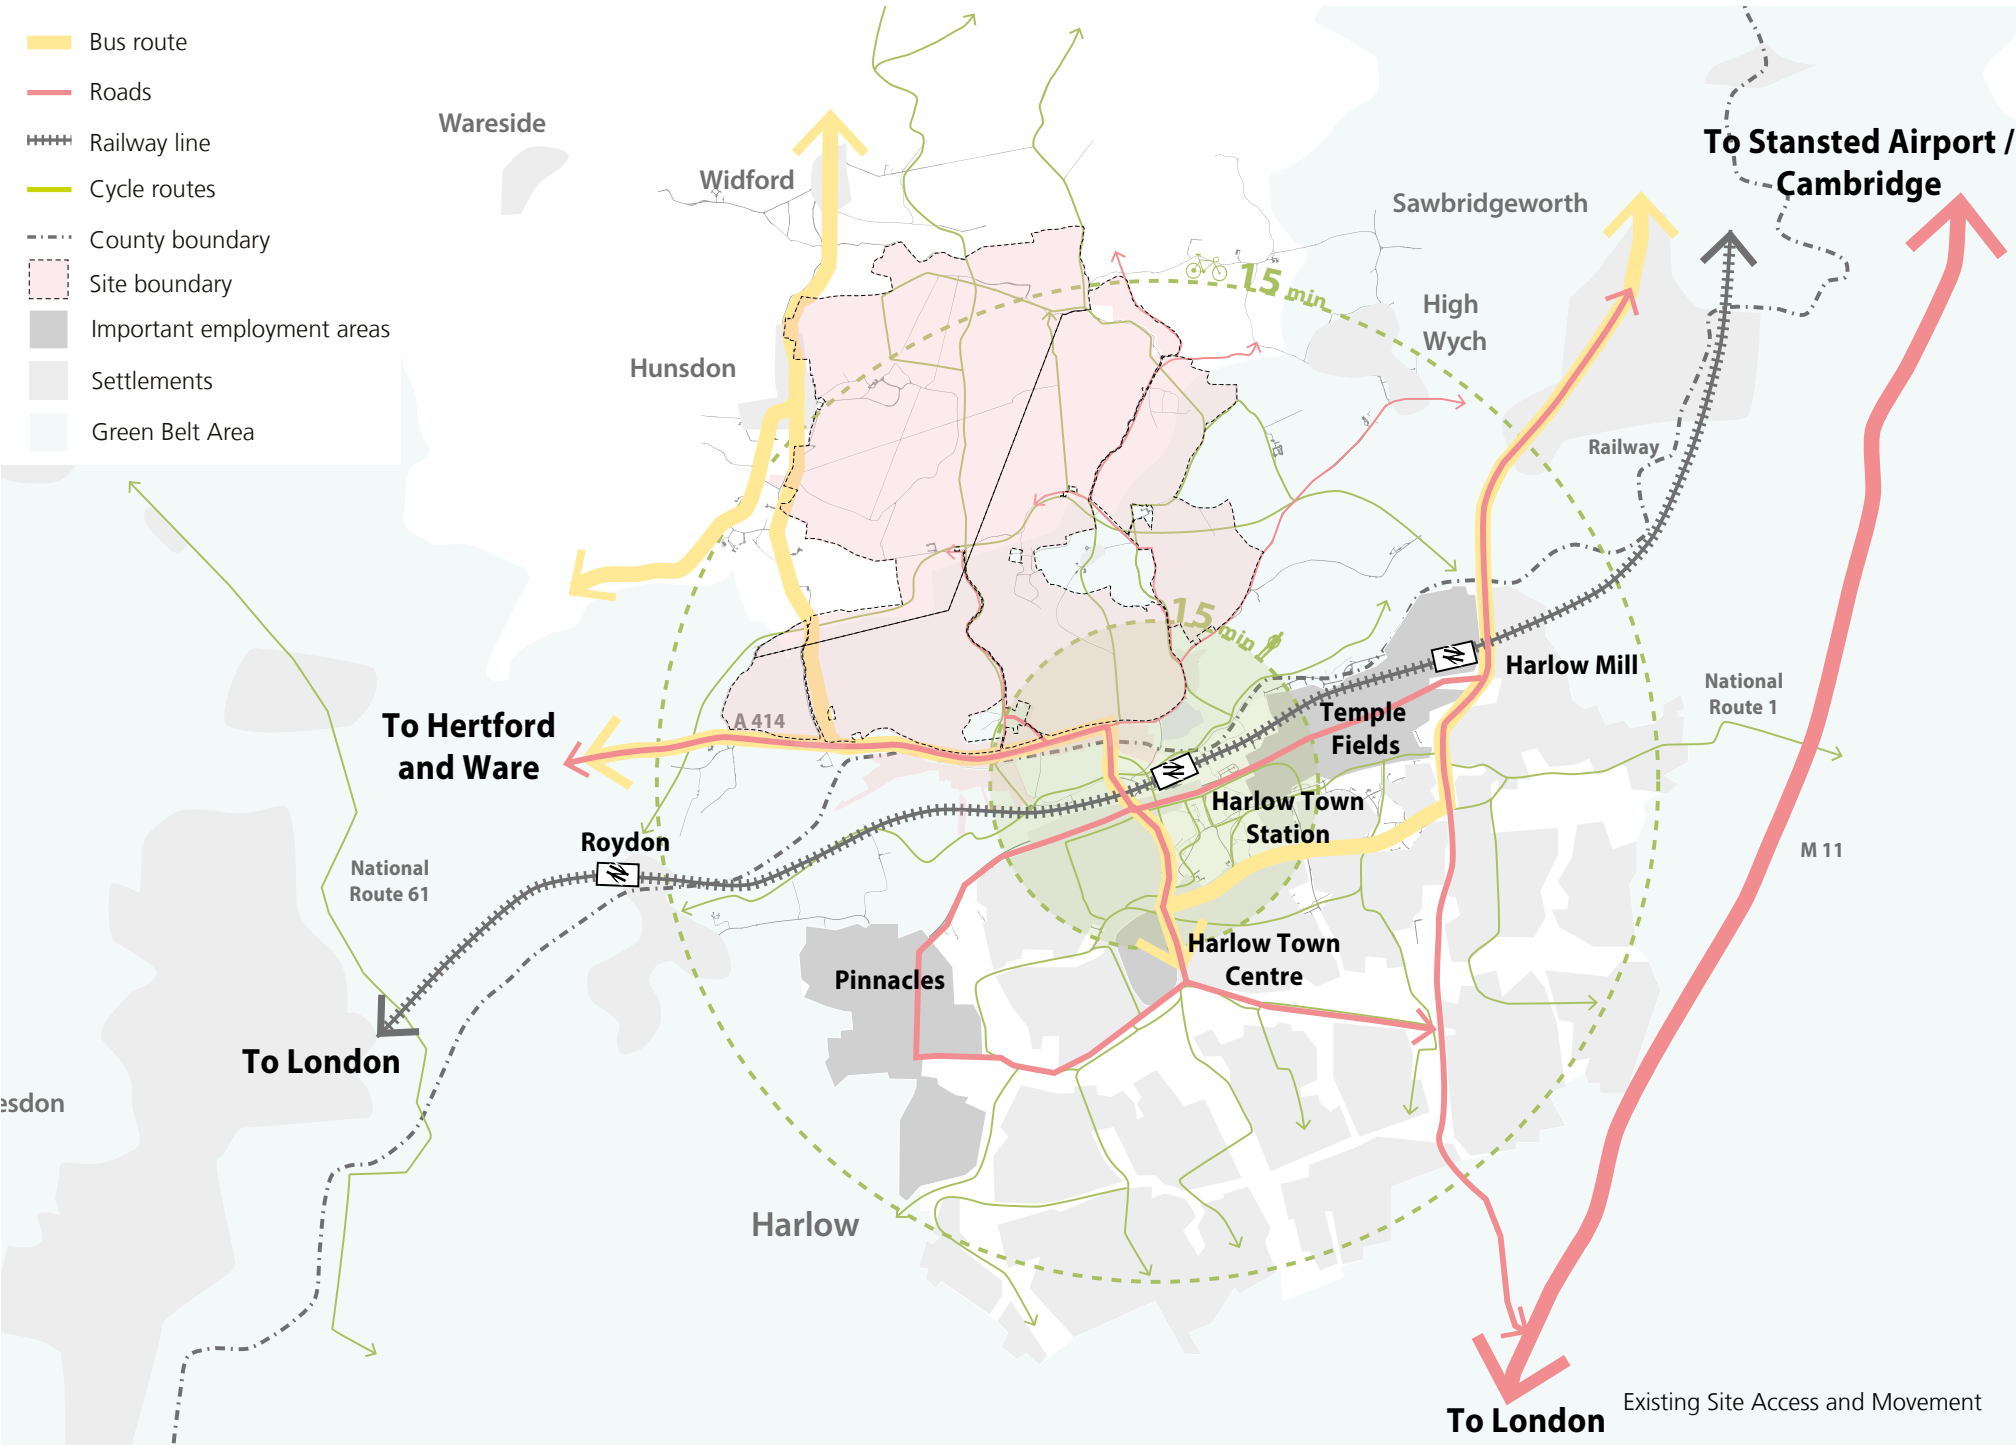 Bus route
Roads
Railway line
Cycle routes
County boundary
Site boundary
Important employment areas
Settlements
Green Belt Area
Wareside
Widford
Hunsdon
To Stansted Airport /
Cambridge
Sawbridgeworth
High
Wych
15 min
Railway
15 min
Harlow Mill
National
Route 1
Temple
Fields
A 414
To Hertford
and Ware
Harlow Town
Station
Roydon
National
Route 61
M 11
Harlow Town
Centre
Pinnacles
To London
esdon
Harlow
To London
Existing Site Access and Movement